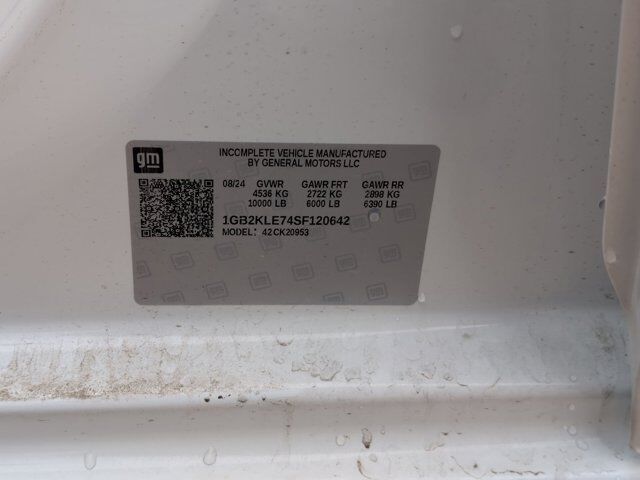 gm
INCOMPLETE VEHICLE MANUFACTURED
BY GENERAL MOTORS LLC
08/24 GVWR GAWR FRT GAWR RR
4536 KG 2722 KG 2898 KG
10000 LB 6000 LB 6390 LB
1GB2KLE74SF120642
MODEL: 42CK20953